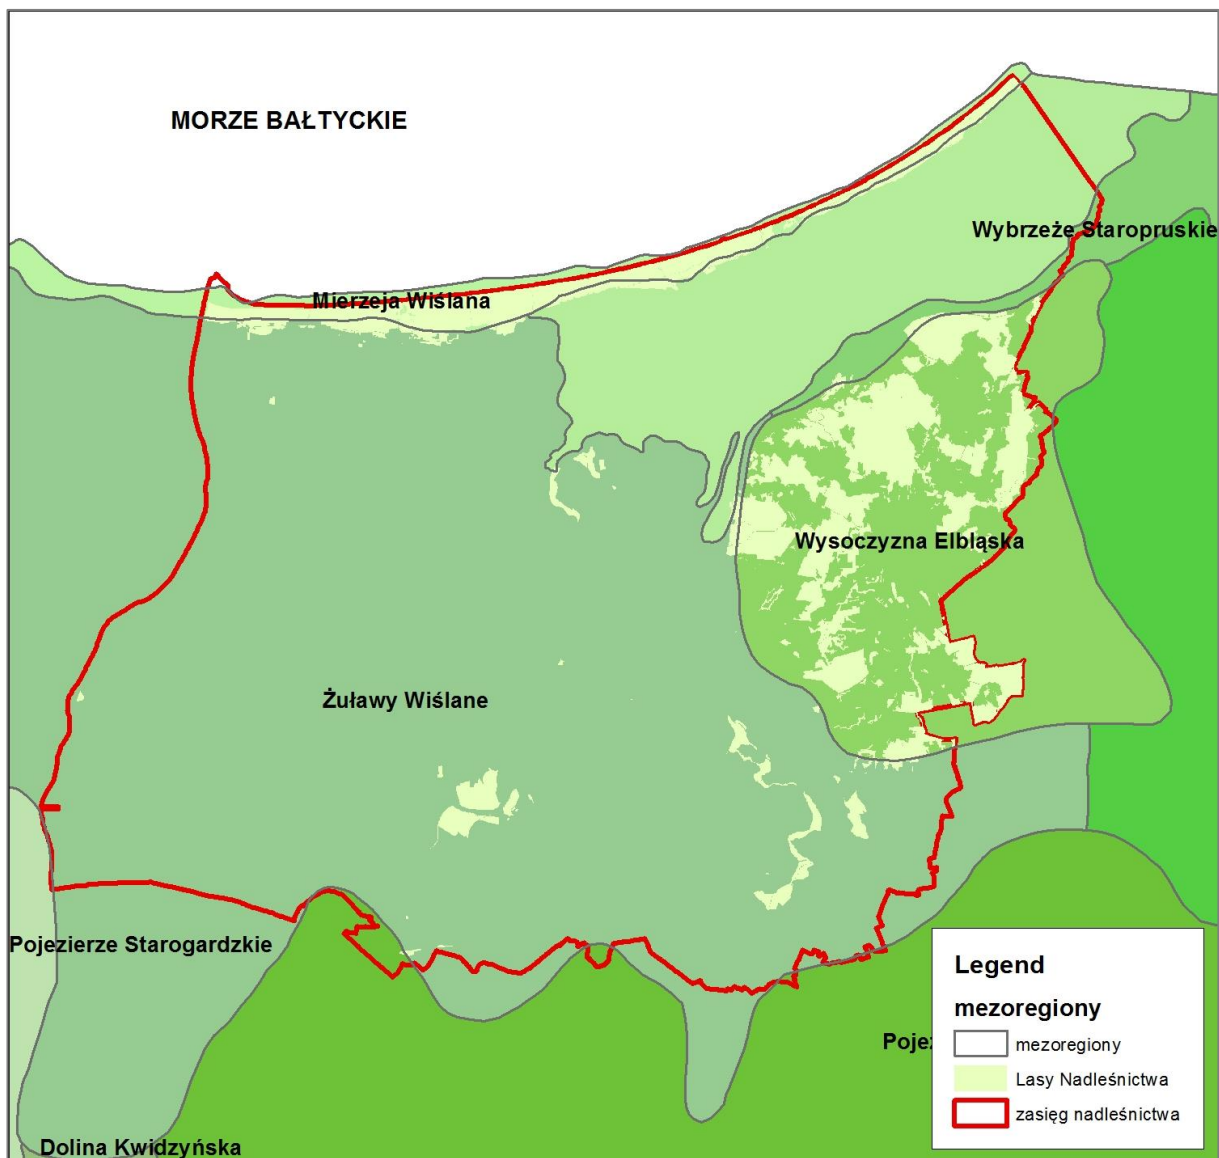 MORZE BAŁTYCKIE
Wybrzeże Staropruskie
Mierzeja Wiślana
Wysoczyzna Elbląska
Żuławy Wiślane
Pojezierze Starogardzkie
Poje
Dolina Kwidzyńska
Legend
mezoregiony
mezoregiony
Lasy Nadleśnictwa
zasięg nadleśnictwa